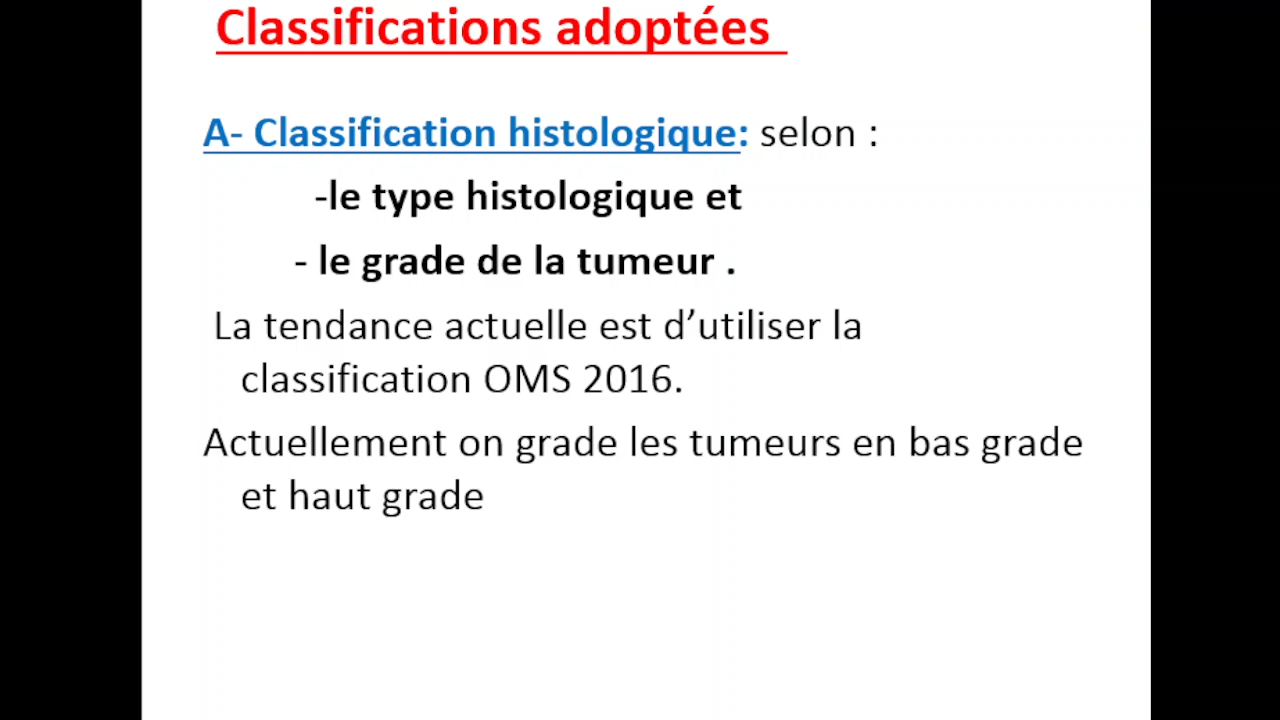 Classifications adoptées
A- Classification histologique: selon :
-le type histologique et
- le grade de la tumeur .
La tendance actuelle est d’utiliser la
classification OMS 2016.
Actuellement on grade les tumeurs en bas grade
et haut grade